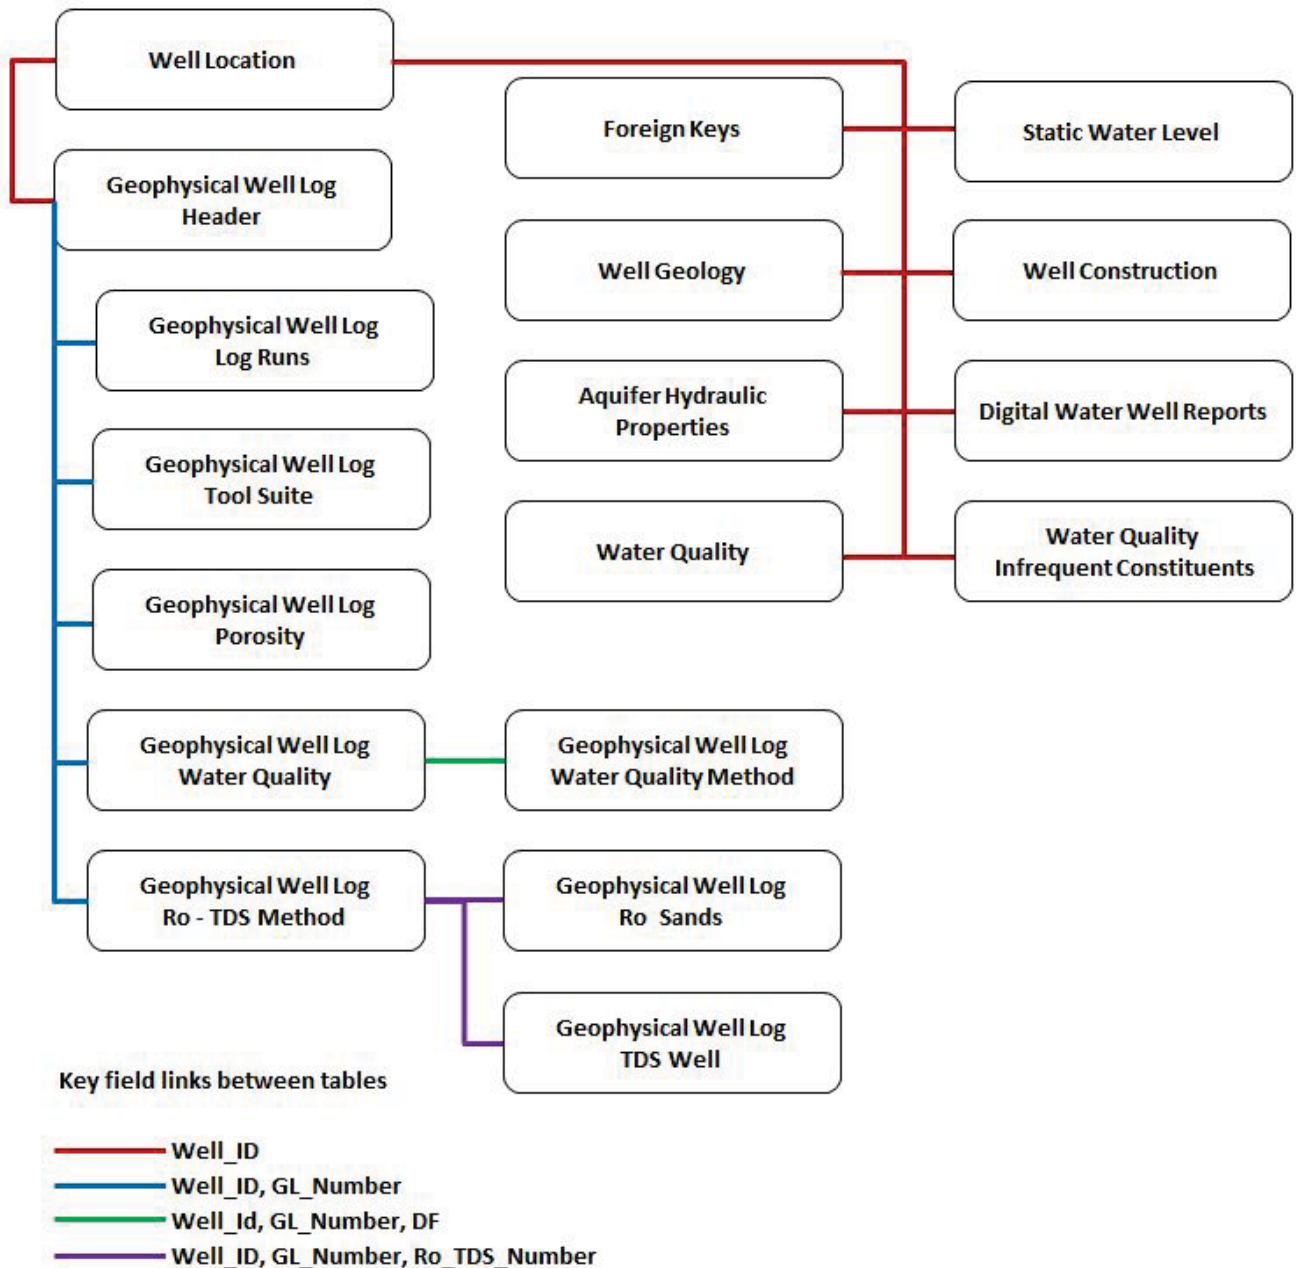 Well Location
Geophysical Well Log
Header
Geophysical Well Log
Log Runs
Geophysical Well Log
Tool Suite
Geophysical Well Log
Porosity
Geophysical Well Log
Water Quality
Geophysical Well Log
Ro - TDS Method
Foreign Keys
Well Geology
Aquifer Hydraulic
Properties
Water Quality
Geophysical Well Log
Water Quality Method
Geophysical Well Log
Ro Sands
Geophysical Well Log
TDS Well
Static Water Level
Well Construction
Digital Water Well Reports
Water Quality
Infrequent Constituents
Key field links between tables
Well_ID
Well_ID, GL_Number
Well_Id, GL_Number, DF
Well_ID, GL_Number, Ro_TDS_Number